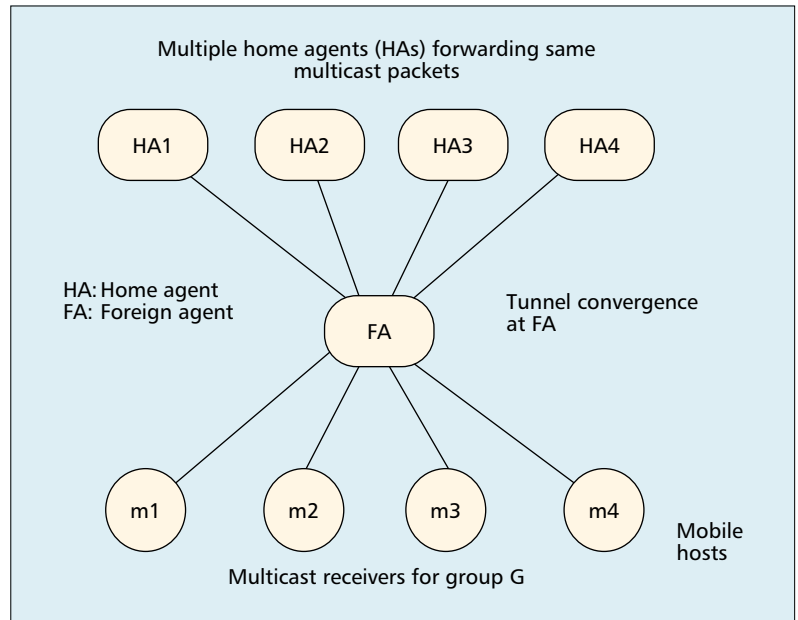 Multiple home agents (HAs) forwarding same
multicast packets
HA1
HA2
HA3
HA4
HA: Home agent
FA: Foreign agent
Tunnel convergence
at FA
FA
m1
m2
m3
m4
Mobile
hosts
Multicast receivers for group G